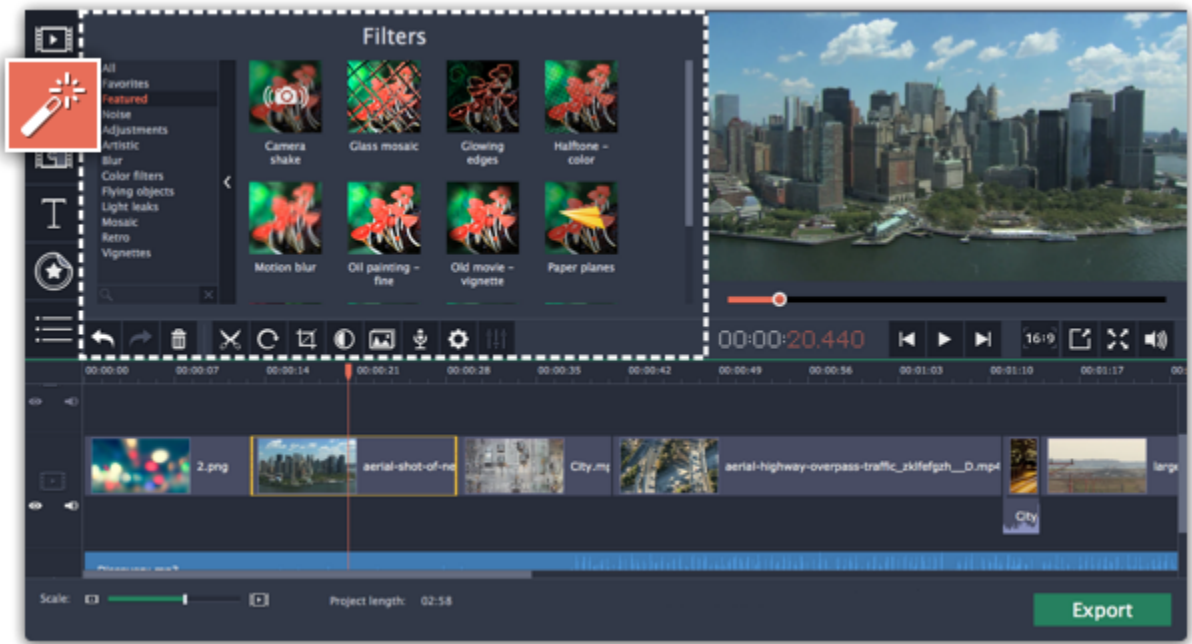 Filters
All
Favorites
Featured
Noise
Adjustments
Artistic
Blur
Color filters
Flying objects
Light leaks
Mosaic
Retro
Vignettes
Camera shake
Glass mosaic
Glowing edges
Halftone – color
Motion blur
Oil painting – fine
Old movie – vignette
Paper planes
T
00:00:20.440
16:9
00:00:00 00:00:07 00:00:14 00:00:21 00:00:28 00:00:35 00:00:42 00:00:49 00:00:56 00:01:03 00:01:10 00:01:17
2.png
aerial-shot-of-ne
City.mp
aerial-highway-overpass-traffic_zklfefgzh__D.mp4
City
large
Discovery.mp3
Scale:
Project length: 02:58
Export